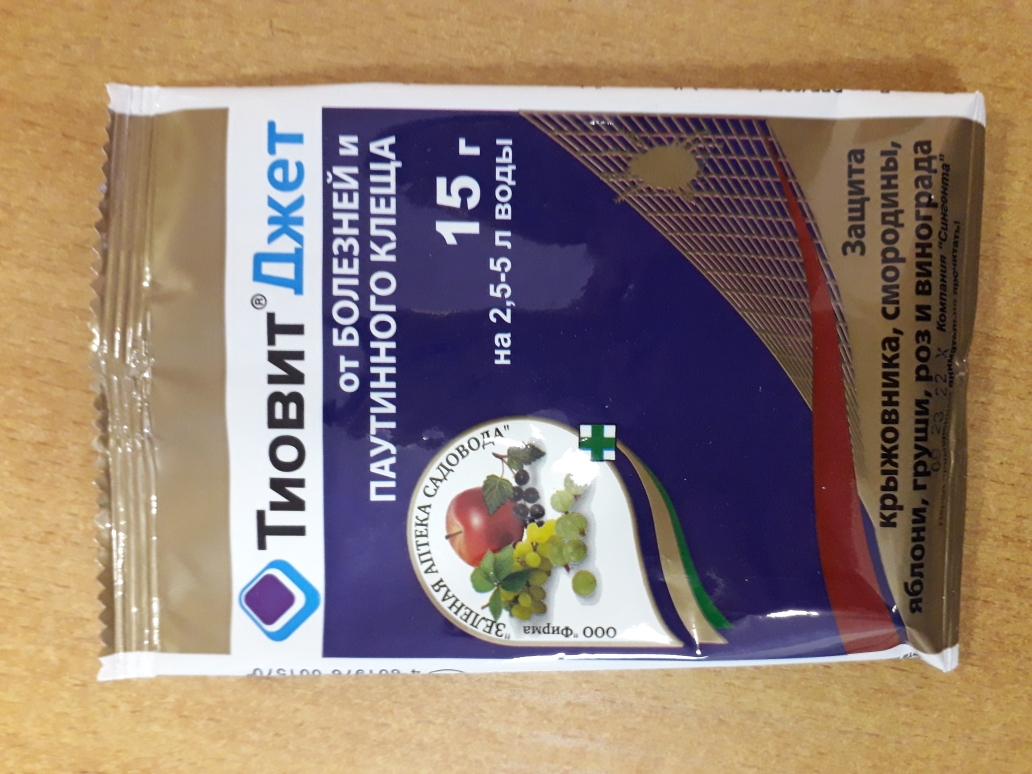 Тиовит® Джет
от БОЛЕЗНЕЙ и
ПАУТИННОГО КЛЕЩА
15 г
на 2,5-5 л воды
"ЗЕЛЕНАЯ АПТЕКА САДОВОДА"
ООО "Фирма
Защита
крыжовника, смородины,
яблони, груши, роз и винограда
Компания "Сингента"